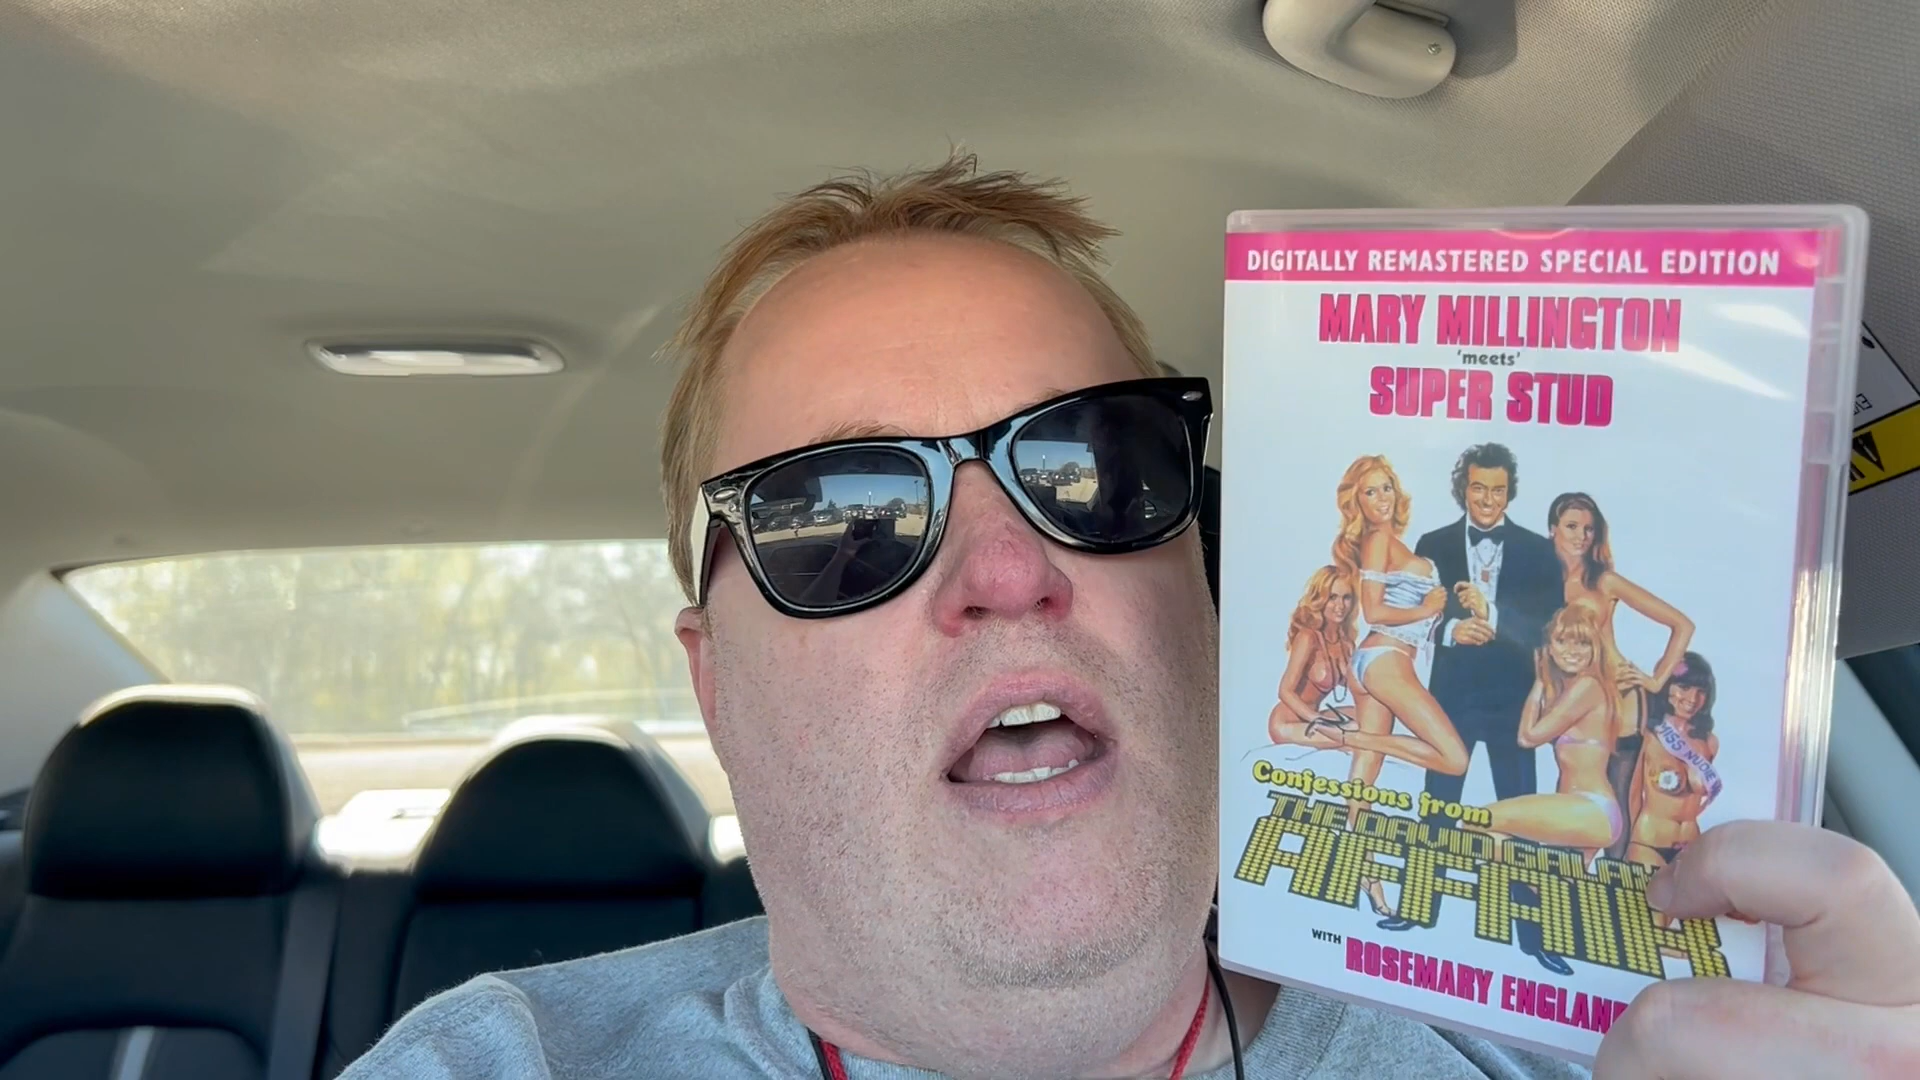 DIGITALLY REMASTERED SPECIAL EDITION
MARY MILLINGTON
'meets'
SUPER STUD
MISS NUDE
Confessions from
THE DAVID GALAXY
AFFAIR
WITH ROSEMARY ENGLAND